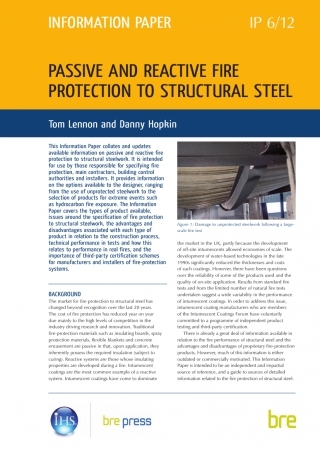 INFORMATION PAPER
IP 6/12
PASSIVE AND REACTIVE FIRE
PROTECTION TO STRUCTURAL STEEL
Tom Lennon and Danny Hopkin
This Information Paper collates and updates
available information on passive and reactive fire
protection to structural steelwork. It is intended
for use by those responsible for specifying fire
protection, main contractors, building control
authorities and installers. It provides information
on the options available to the designer, ranging
from the use of unprotected steelwork to the
selection of products for extreme events such
as hydrocarbon fire exposure. The Information
Paper covers the types of product available,
issues around the specification of fire protection
to structural steelwork, the advantages and
disadvantages associated with each type of
product in relation to the construction process,
technical performance in tests and how this
relates to performance in real fires, and the
importance of third-party certification schemes
for manufacturers and installers of fire-protection
systems.
BACKGROUND
The market for fire protection to structural steel has
changed beyond recognition over the last 20 years.
The cost of fire protection has reduced year on year
due mainly to the high levels of competition in the
industry driving research and innovation. Traditional
fire-protection materials such as insulating boards, spray
protection materials, flexible blankets and concrete
encasement are passive in that, upon application, they
inherently possess the required insulation (subject to
curing). Reactive systems are those whose insulating
properties are developed during a fire. Intumescent
coatings are the most common example of a reactive
system. Intumescent coatings have come to dominate
Figure 1: Damage to unprotected steelwork following a large-
scale fire test
the market in the UK, partly because the development
of off-site intumescent allowed economies of scale. The
development of water-based technologies in the late
1990s significantly reduced the thicknesses and costs
of such coatings. However, there have been questions
over the reliability of some of the products used and the
quality of on-site application. Results from standard fire
tests and from the limited number of natural fire tests
undertaken suggest a wide variability in the performance
of intumescent coatings. In order to address this issue,
intumescent coating manufacturers who are members
of the Intumescent Coatings Forum have voluntarily
committed to a programme of independent product
testing and third-party certification.
There is already a great deal of information available in
relation to the fire performance of structural steel and the
advantages and disadvantages of proprietary fire-protection
products. However, much of this information is either
outdated or commercially motivated. This Information
Paper is intended to be an independent and impartial
source of reference, and a guide to sources of detailed
information related to the fire protection of structural steel.
IHS
bre press
bre